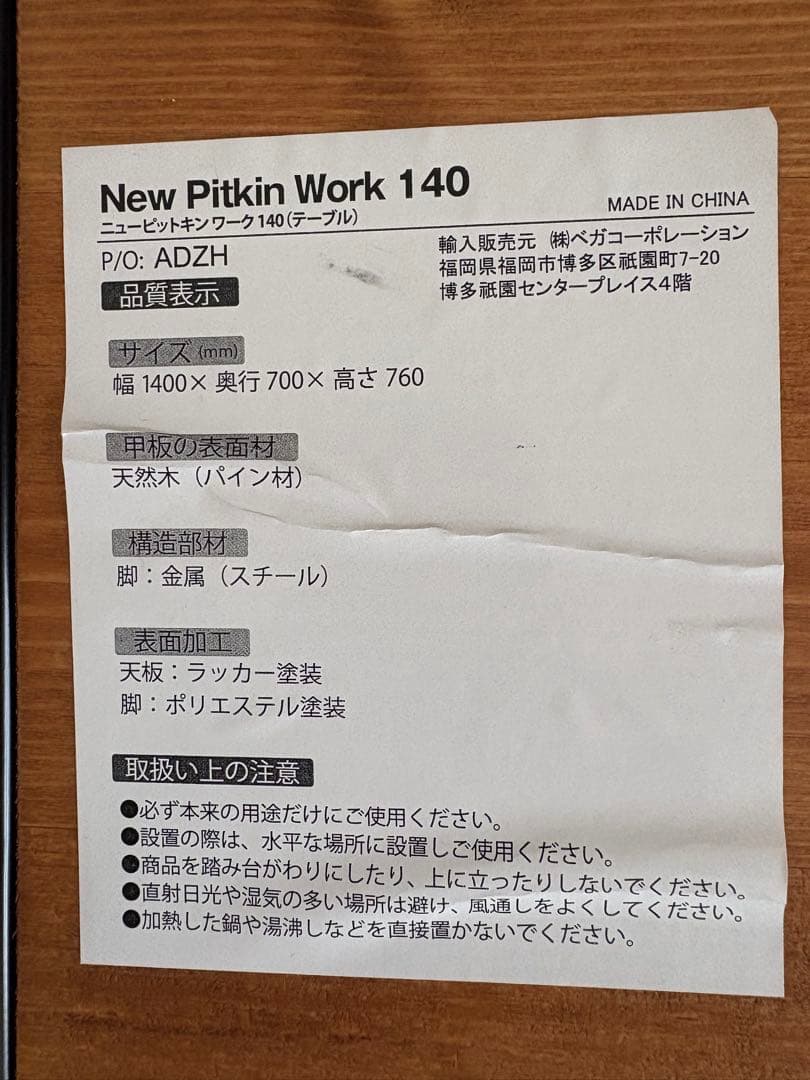 New Pitkin Work 140
MADE IN CHINA
ニューピットキン ワーク140(テーブル)
P/O: ADZH
輸入販売元 ㈱ベガコーポレーション
福岡県福岡市博多区祇園町7-20
博多祇園センタープレイス4階
品質表示
サイズ(mm)
幅 1400× 奥行 700× 高さ 760
甲板の表面材
天然木（パイン材）
構造部材
脚：金属（スチール）
表面加工
天板：ラッカー塗装
脚：ポリエステル塗装
取扱い上の注意
●必ず本来の用途だけにご使用ください。
●設置の際は、水平な場所に設置しご使用ください。
●商品を踏み台がわりにしたり、上に立ったりしないでください。
●直射日光や湿気の多い場所は避け、風通しをよくしてください。
●加熱した鍋や湯沸しなどを直接置かないでください。